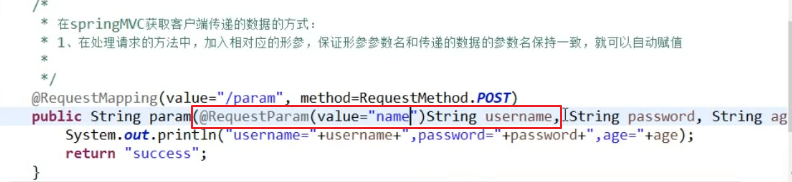 /*
* 在springMVC获取客户端传递的数据的方式：
* 1、在处理请求的方法中，加入相对应的形参，保证形参参数名和传递的数据的参数名保持一致，就可以自动赋值
*
*/
@RequestMapping(value="/param", method=RequestMethod.POST)
public String param(@RequestParam(value="name")String username, String password, String ag
System.out.println("username="+username+",password="+password+",age="+age);
return "success";
}